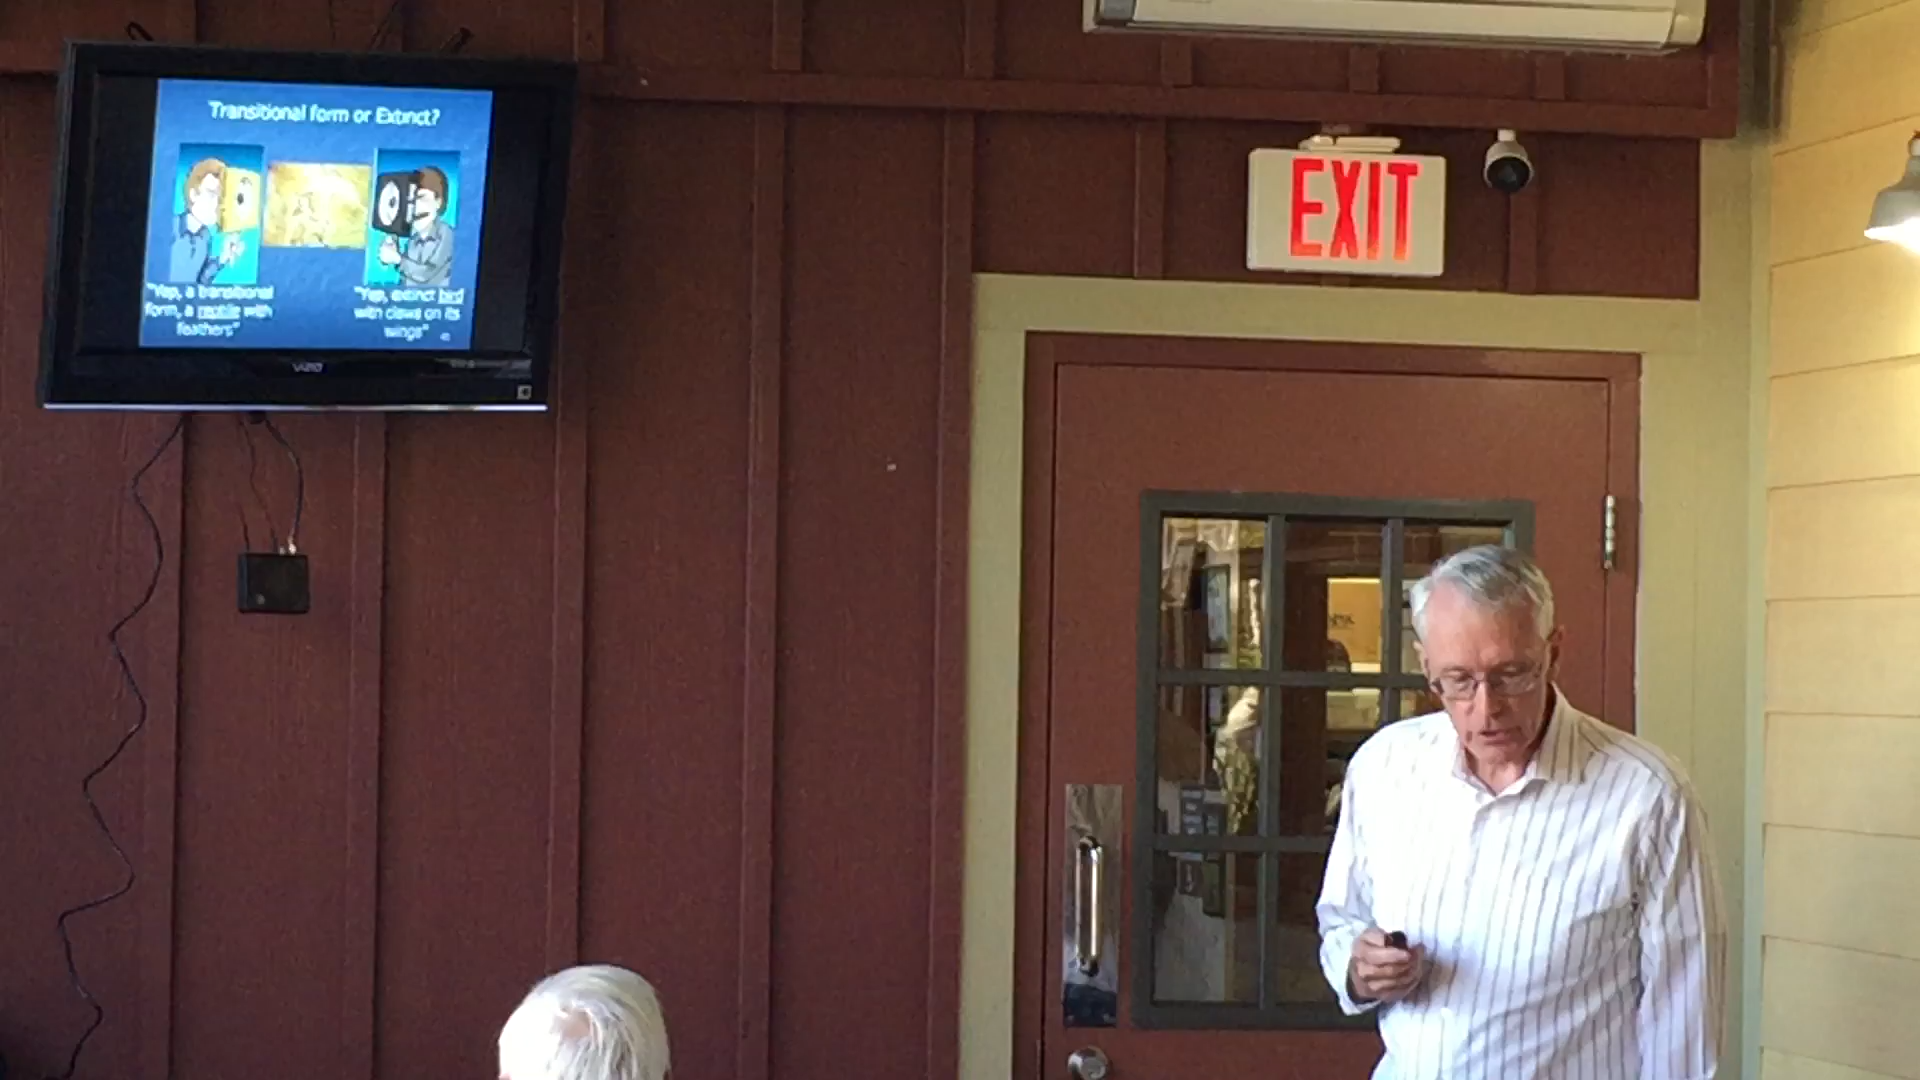 Transitional form or Extinct?
"Yep, a transitional
form, a reptile with
feathers"
"Yep, extinct bird
with claws on its
wings"
VIZIO
EXIT